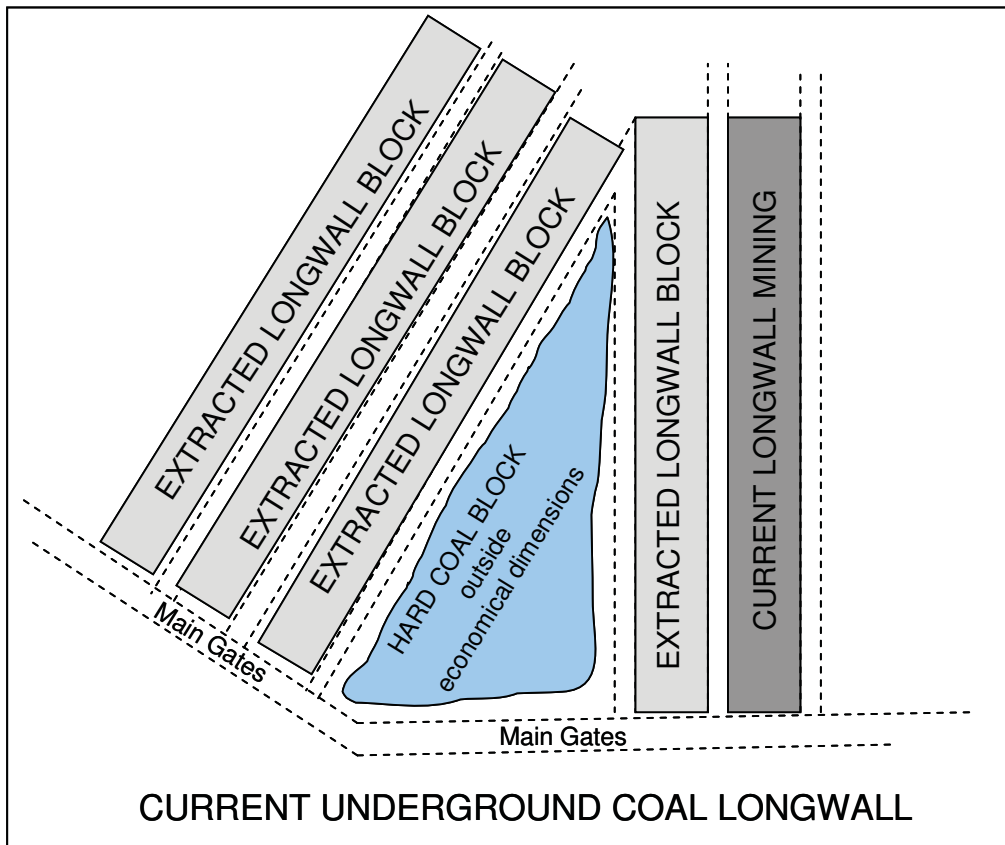 EXTRACTED LONGWALL BLOCK
EXTRACTED LONGWALL BLOCK
EXTRACTED LONGWALL BLOCK
HARD COAL BLOCK
outside
economical dimensions
EXTRACTED LONGWALL BLOCK
CURRENT LONGWALL MINING
Main Gates
Main Gates
CURRENT UNDERGROUND COAL LONGWALL